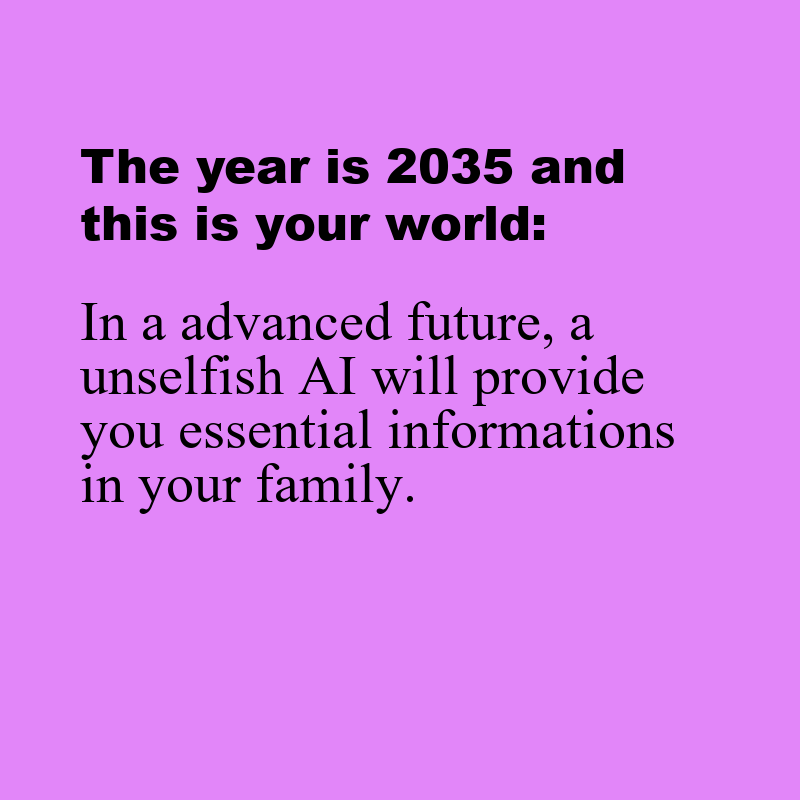 The year is 2035 and
this is your world:
In a advanced future, a
unselfish AI will provide
you essential informations
in your family.